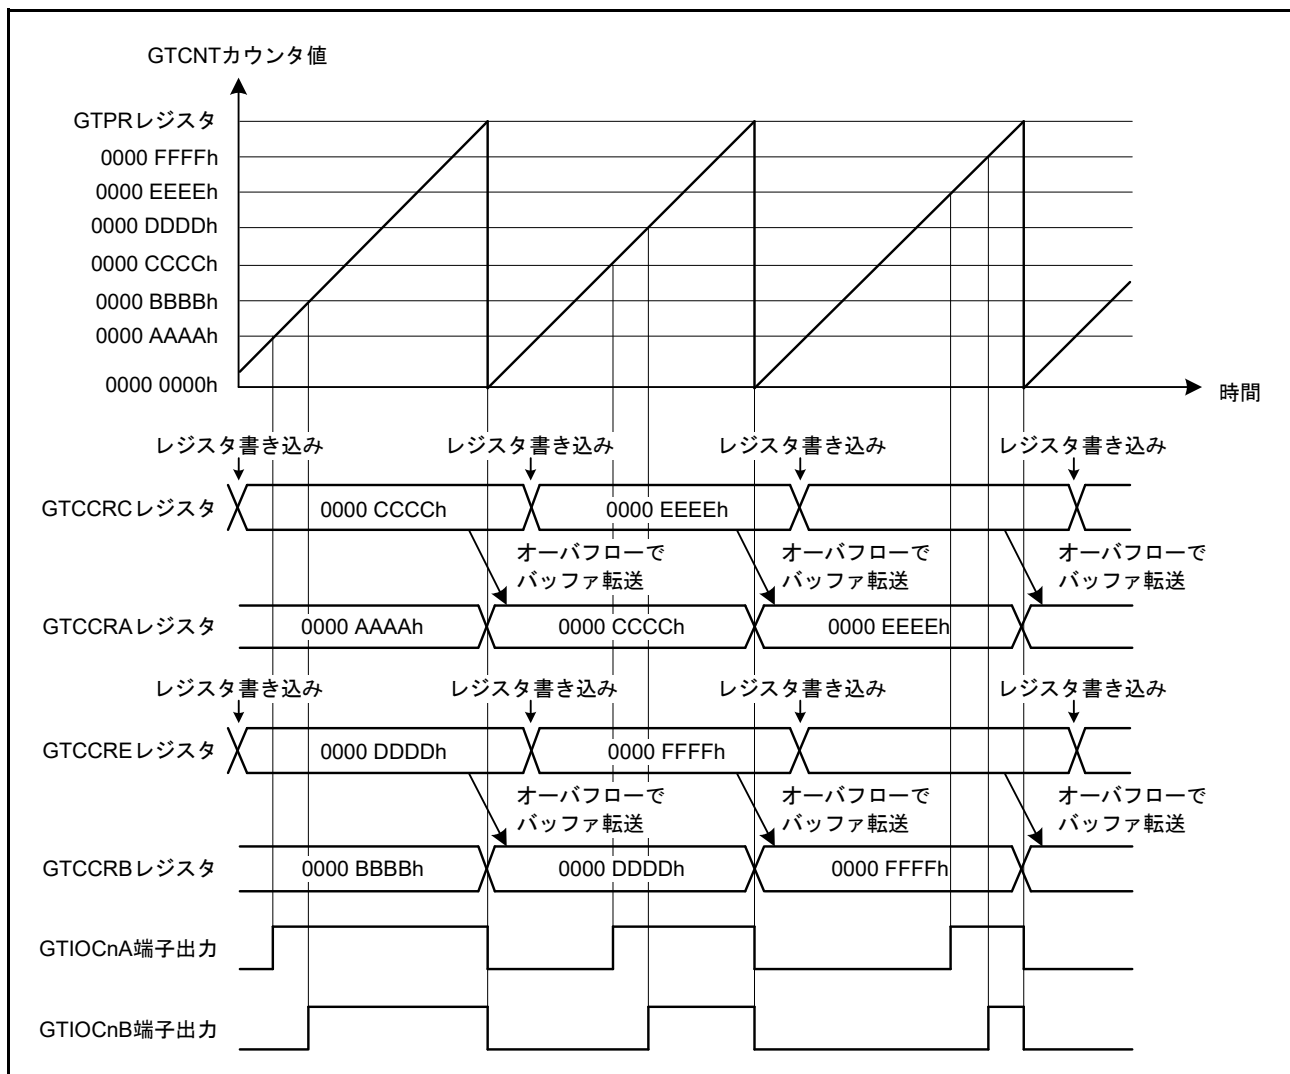 GTCNTカウンタ値
GTPRレジスタ
0000 FFFFh
0000 EEEEh
0000 DDDDh
0000 CCCCh
0000 BBBBh
0000 AAAAh
0000 0000h
時間
レジスタ書き込み レジスタ書き込み レジスタ書き込み レジスタ書き込み
GTCCRCレジスタ 0000 CCCCh 0000 EEEEh
オーバフローで オーバフローで オーバフローで
バッファ転送 バッファ転送 バッファ転送
GTCCRAレジスタ 0000 AAAAh 0000 CCCCh 0000 EEEEh
レジスタ書き込み レジスタ書き込み レジスタ書き込み レジスタ書き込み
GTCCREレジスタ 0000 DDDDh 0000 FFFFh
オーバフローで オーバフローで オーバフローで
バッファ転送 バッファ転送 バッファ転送
GTCCRBレジスタ 0000 BBBBh 0000 DDDDh 0000 FFFFh
GTIOCnA端子出力
GTIOCnB端子出力